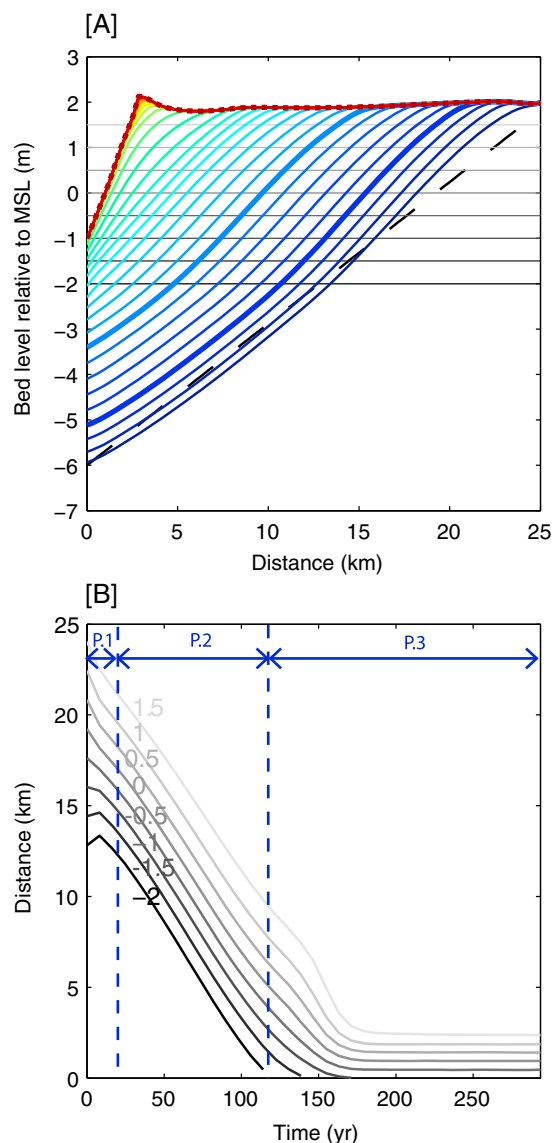 [A]
3
2
1
0
−1
−2
−3
−4
−5
−6
−7
Bed level relative to MSL (m)
0 5 10 15 20 25
Distance (km)
[B]
25
20
15
10
5
0
Distance (km)
P.1 P.2 P.3
1.5
1
0.5
0
-0.5
−1
-1.5
−2
0 50 100 150 200 250
Time (yr)